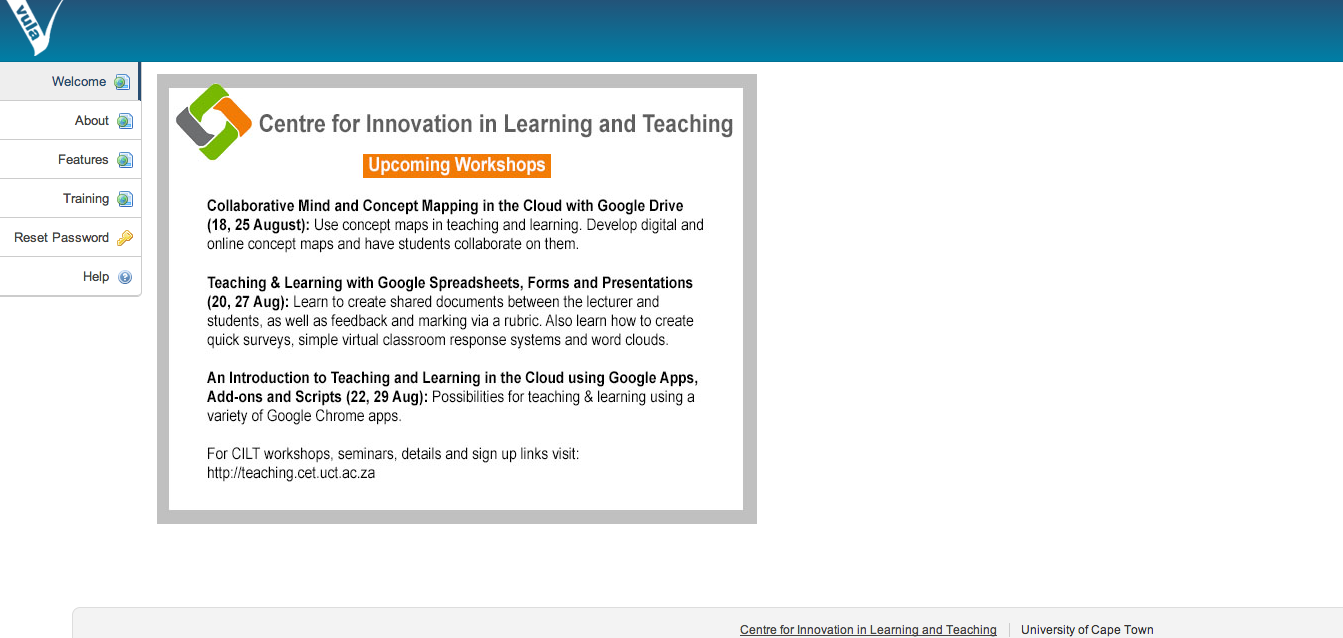 vula
Welcome
About
Features
Training
Reset Password
Help
Centre for Innovation in Learning and Teaching
Upcoming Workshops
Collaborative Mind and Concept Mapping in the Cloud with Google Drive
(18, 25 August): Use concept maps in teaching and learning. Develop digital and
online concept maps and have students collaborate on them.
Teaching & Learning with Google Spreadsheets, Forms and Presentations
(20, 27 Aug): Learn to create shared documents between the lecturer and
students, as well as feedback and marking via a rubric. Also learn how to create
quick surveys, simple virtual classroom response systems and word clouds.
An Introduction to Teaching and Learning in the Cloud using Google Apps,
Add-ons and Scripts (22, 29 Aug): Possibilities for teaching & learning using a
variety of Google Chrome apps.
For CILT workshops, seminars, details and sign up links visit:
http://teaching.cet.uct.ac.za
Centre for Innovation in Learning and Teaching
University of Cape Town